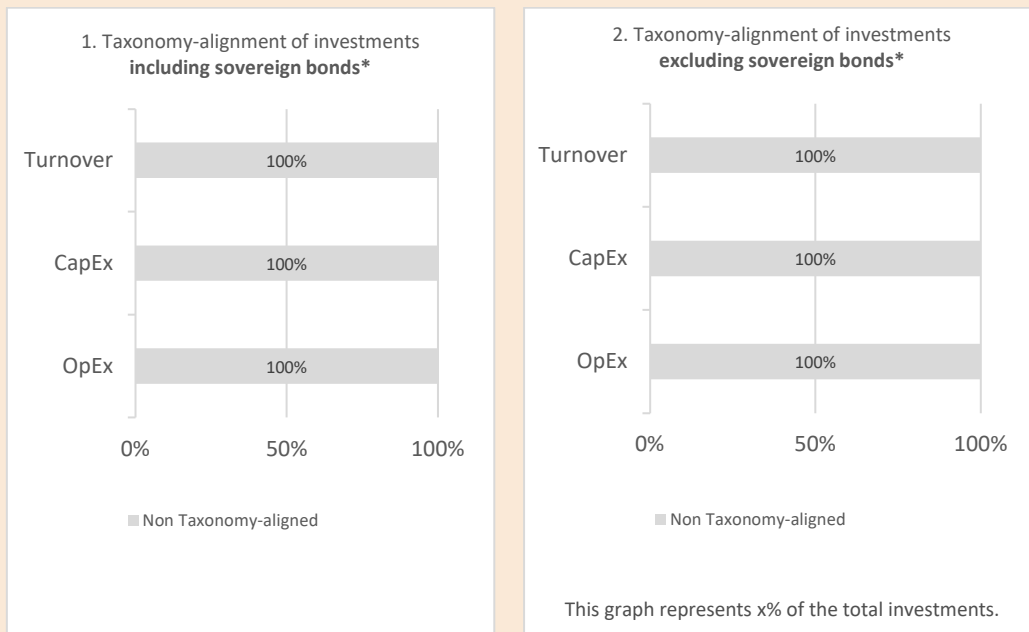 1. Taxonomy-alignment of investments
including sovereign bonds*
Turnover
100%
CapEx
100%
OpEx
100%
0%
50%
100%
Non Taxonomy-aligned
2. Taxonomy-alignment of investments
excluding sovereign bonds*
Turnover
100%
CapEx
100%
OpEx
100%
0%
50%
100%
Non Taxonomy-aligned
This graph represents x% of the total investments.